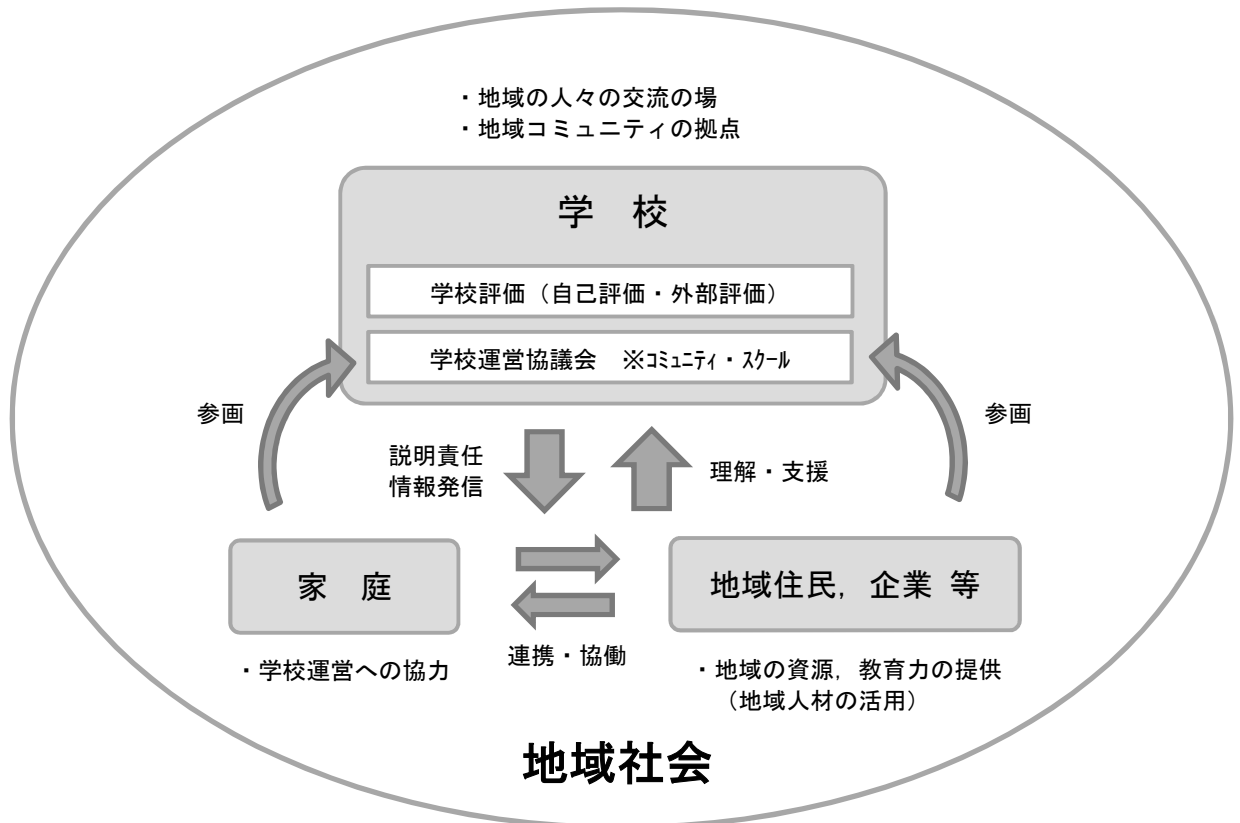 ・地域の人々の交流の場
・地域コミュニティの拠点
学　校
学校評価（自己評価・外部評価）
学校運営協議会　※ｺﾐｭﾆﾃｨ・ｽｸｰﾙ
参画
参画
説明責任
情報発信
理解・支援
家　庭
地域住民，企業 等
連携・協働
・学校運営への協力
・地域の資源，教育力の提供
（地域人材の活用）
地域社会